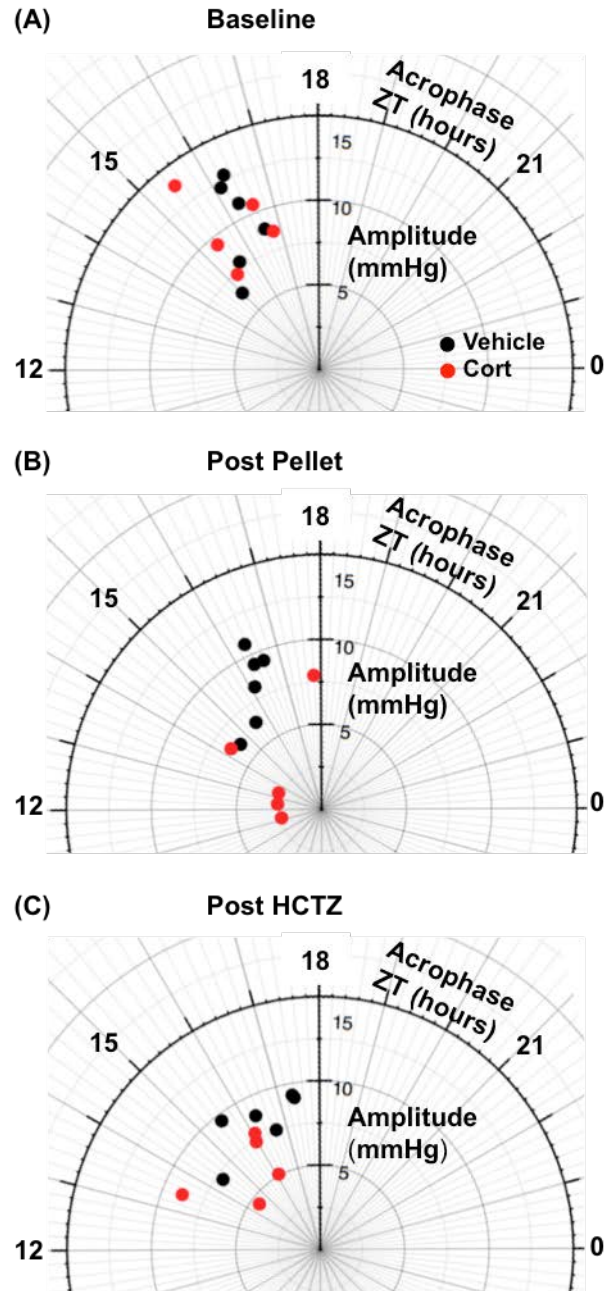 (A) Baseline
18
Acrophase
ZT (hours)
15
15
21
10
Amplitude
(mmHg)
5
Vehicle
Cort
12
0
(B) Post Pellet
18
Acrophase
ZT (hours)
15
15
21
10
Amplitude
(mmHg)
5
12
0
(C) Post HCTZ
18
Acrophase
ZT (hours)
15
15
21
10
Amplitude
(mmHg)
5
12
0